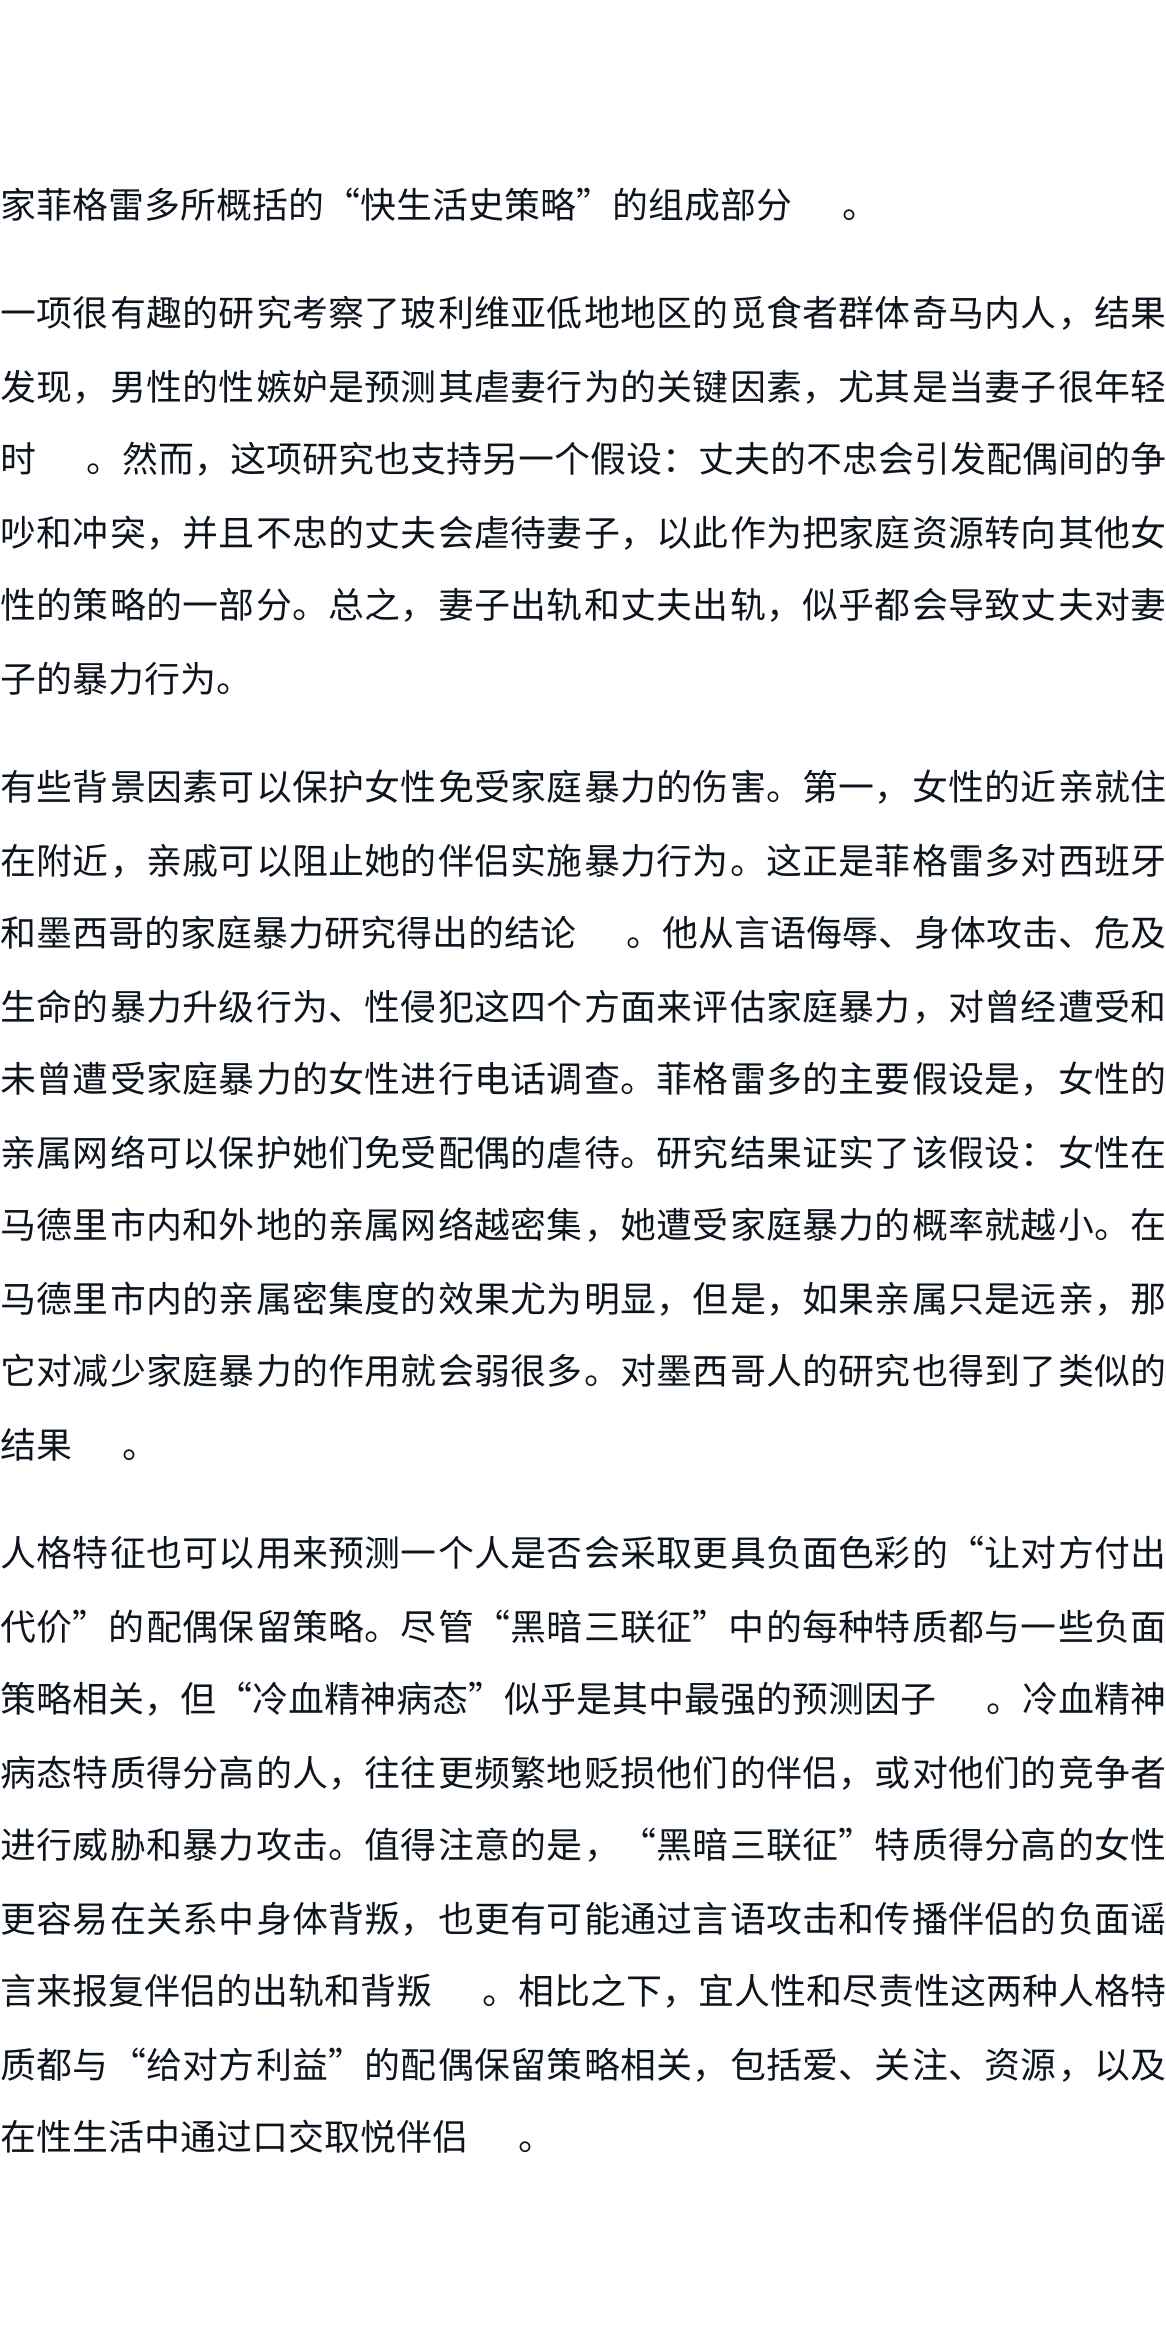 家菲格雷多所概括的“快生活史策略”的组成部分 。
一项很有趣的研究考察了玻利维亚低地地区的觅食者群体奇马内人，结果
发现，男性的性嫉妒是预测其虐妻行为的关键因素，尤其是当妻子很年轻
时 。然而，这项研究也支持另一个假设：丈夫的不忠会引发配偶间的争
吵和冲突，并且不忠的丈夫会虐待妻子，以此作为把家庭资源转向其他女
性的策略的一部分。总之，妻子出轨和丈夫出轨，似乎都会导致丈夫对妻
子的暴力行为。
有些背景因素可以保护女性免受家庭暴力的伤害。第一，女性的近亲就住
在附近，亲戚可以阻止她的伴侣实施暴力行为。这正是菲格雷多对西班牙
和墨西哥的家庭暴力研究得出的结论 。他从言语侮辱、身体攻击、危及
生命的暴力升级行为、性侵犯这四个方面来评估家庭暴力，对曾经遭受和
未曾遭受家庭暴力的女性进行电话调查。菲格雷多的主要假设是，女性的
亲属网络可以保护她们免受配偶的虐待。研究结果证实了该假设：女性在
马德里市内和外地的亲属网络越密集，她遭受家庭暴力的概率就越小。在
马德里市内的亲属密集度的效果尤为明显，但是，如果亲属只是远亲，那
它对减少家庭暴力的作用就会弱很多。对墨西哥人的研究也得到了类似的
结果 。
人格特征也可以用来预测一个人是否会采取更具负面色彩的“让对方付出
代价”的配偶保留策略。尽管“黑暗三联征”中的每种特质都与一些负面
策略相关，但“冷血精神病态”似乎是其中最强的预测因子 。冷血精神
病态特质得分高的人，往往更频繁地贬损他们的伴侣，或对他们的竞争者
进行威胁和暴力攻击。值得注意的是，“黑暗三联征”特质得分高的女性
更容易在关系中身体背叛，也更有可能通过言语攻击和传播伴侣的负面谣
言来报复伴侣的出轨和背叛 。相比之下，宜人性和尽责性这两种人格特
质都与“给对方利益”的配偶保留策略相关，包括爱、关注、资源，以及
在性生活中通过口交取悦伴侣 。